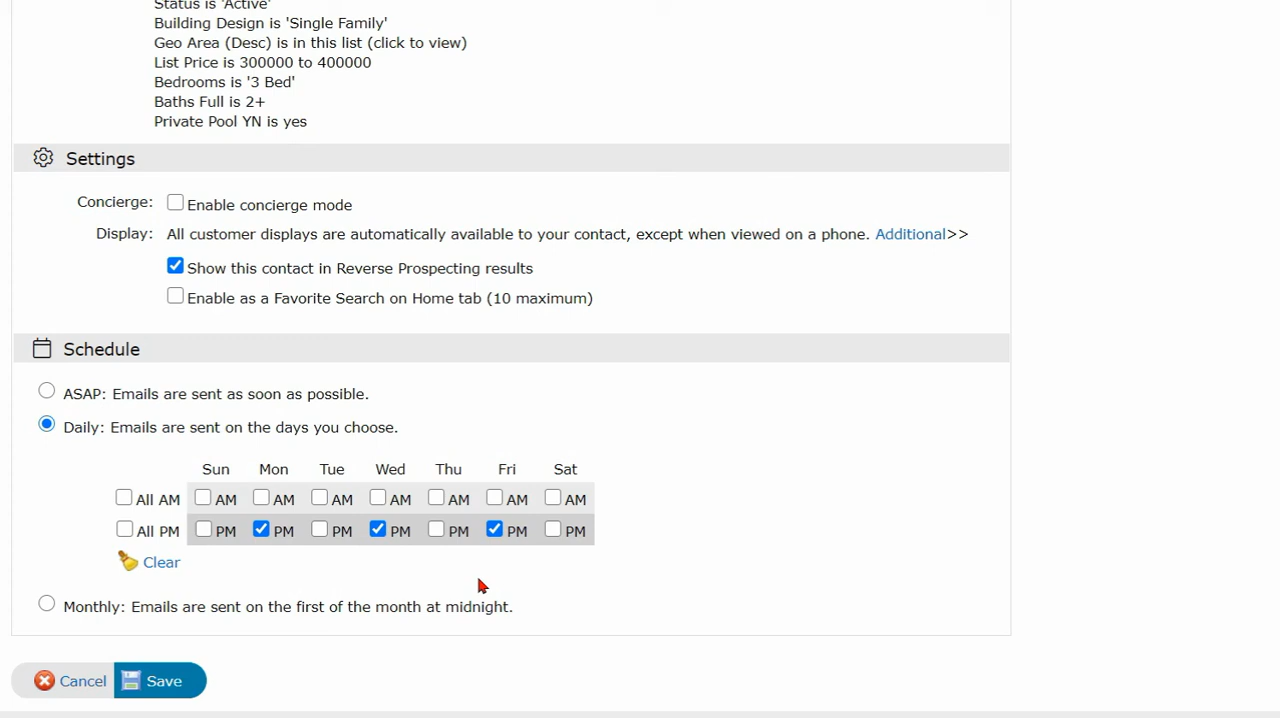 Status is 'Active'
Building Design is 'Single Family'
Geo Area (Desc) is in this list (click to view)
List Price is 300000 to 400000
Bedrooms is '3 Bed'
Baths Full is 2+
Private Pool YN is yes
Settings
Concierge: Enable concierge mode
Display: All customer displays are automatically available to your contact, except when viewed on a phone. Additional>>
Show this contact in Reverse Prospecting results
Enable as a Favorite Search on Home tab (10 maximum)
Schedule
ASAP: Emails are sent as soon as possible.
Daily: Emails are sent on the days you choose.
Sun Mon Tue Wed Thu Fri Sat
All AM AM AM AM AM AM AM AM
All PM PM PM PM PM PM PM PM
Clear
Monthly: Emails are sent on the first of the month at midnight.
Cancel Save